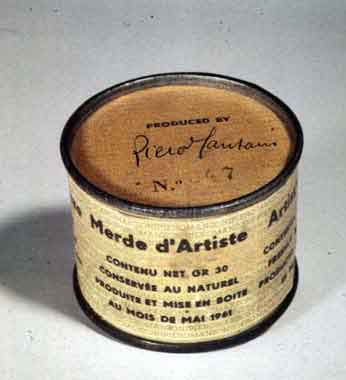 PRODUCED BY
Piero Manzoni
N.º 47
Merde d'Artiste
CONTENU NET GR 30
CONSERVÉE AU NATUREL
PRODUITE ET MISE EN BOITE
AU MOIS DE MAI 1961